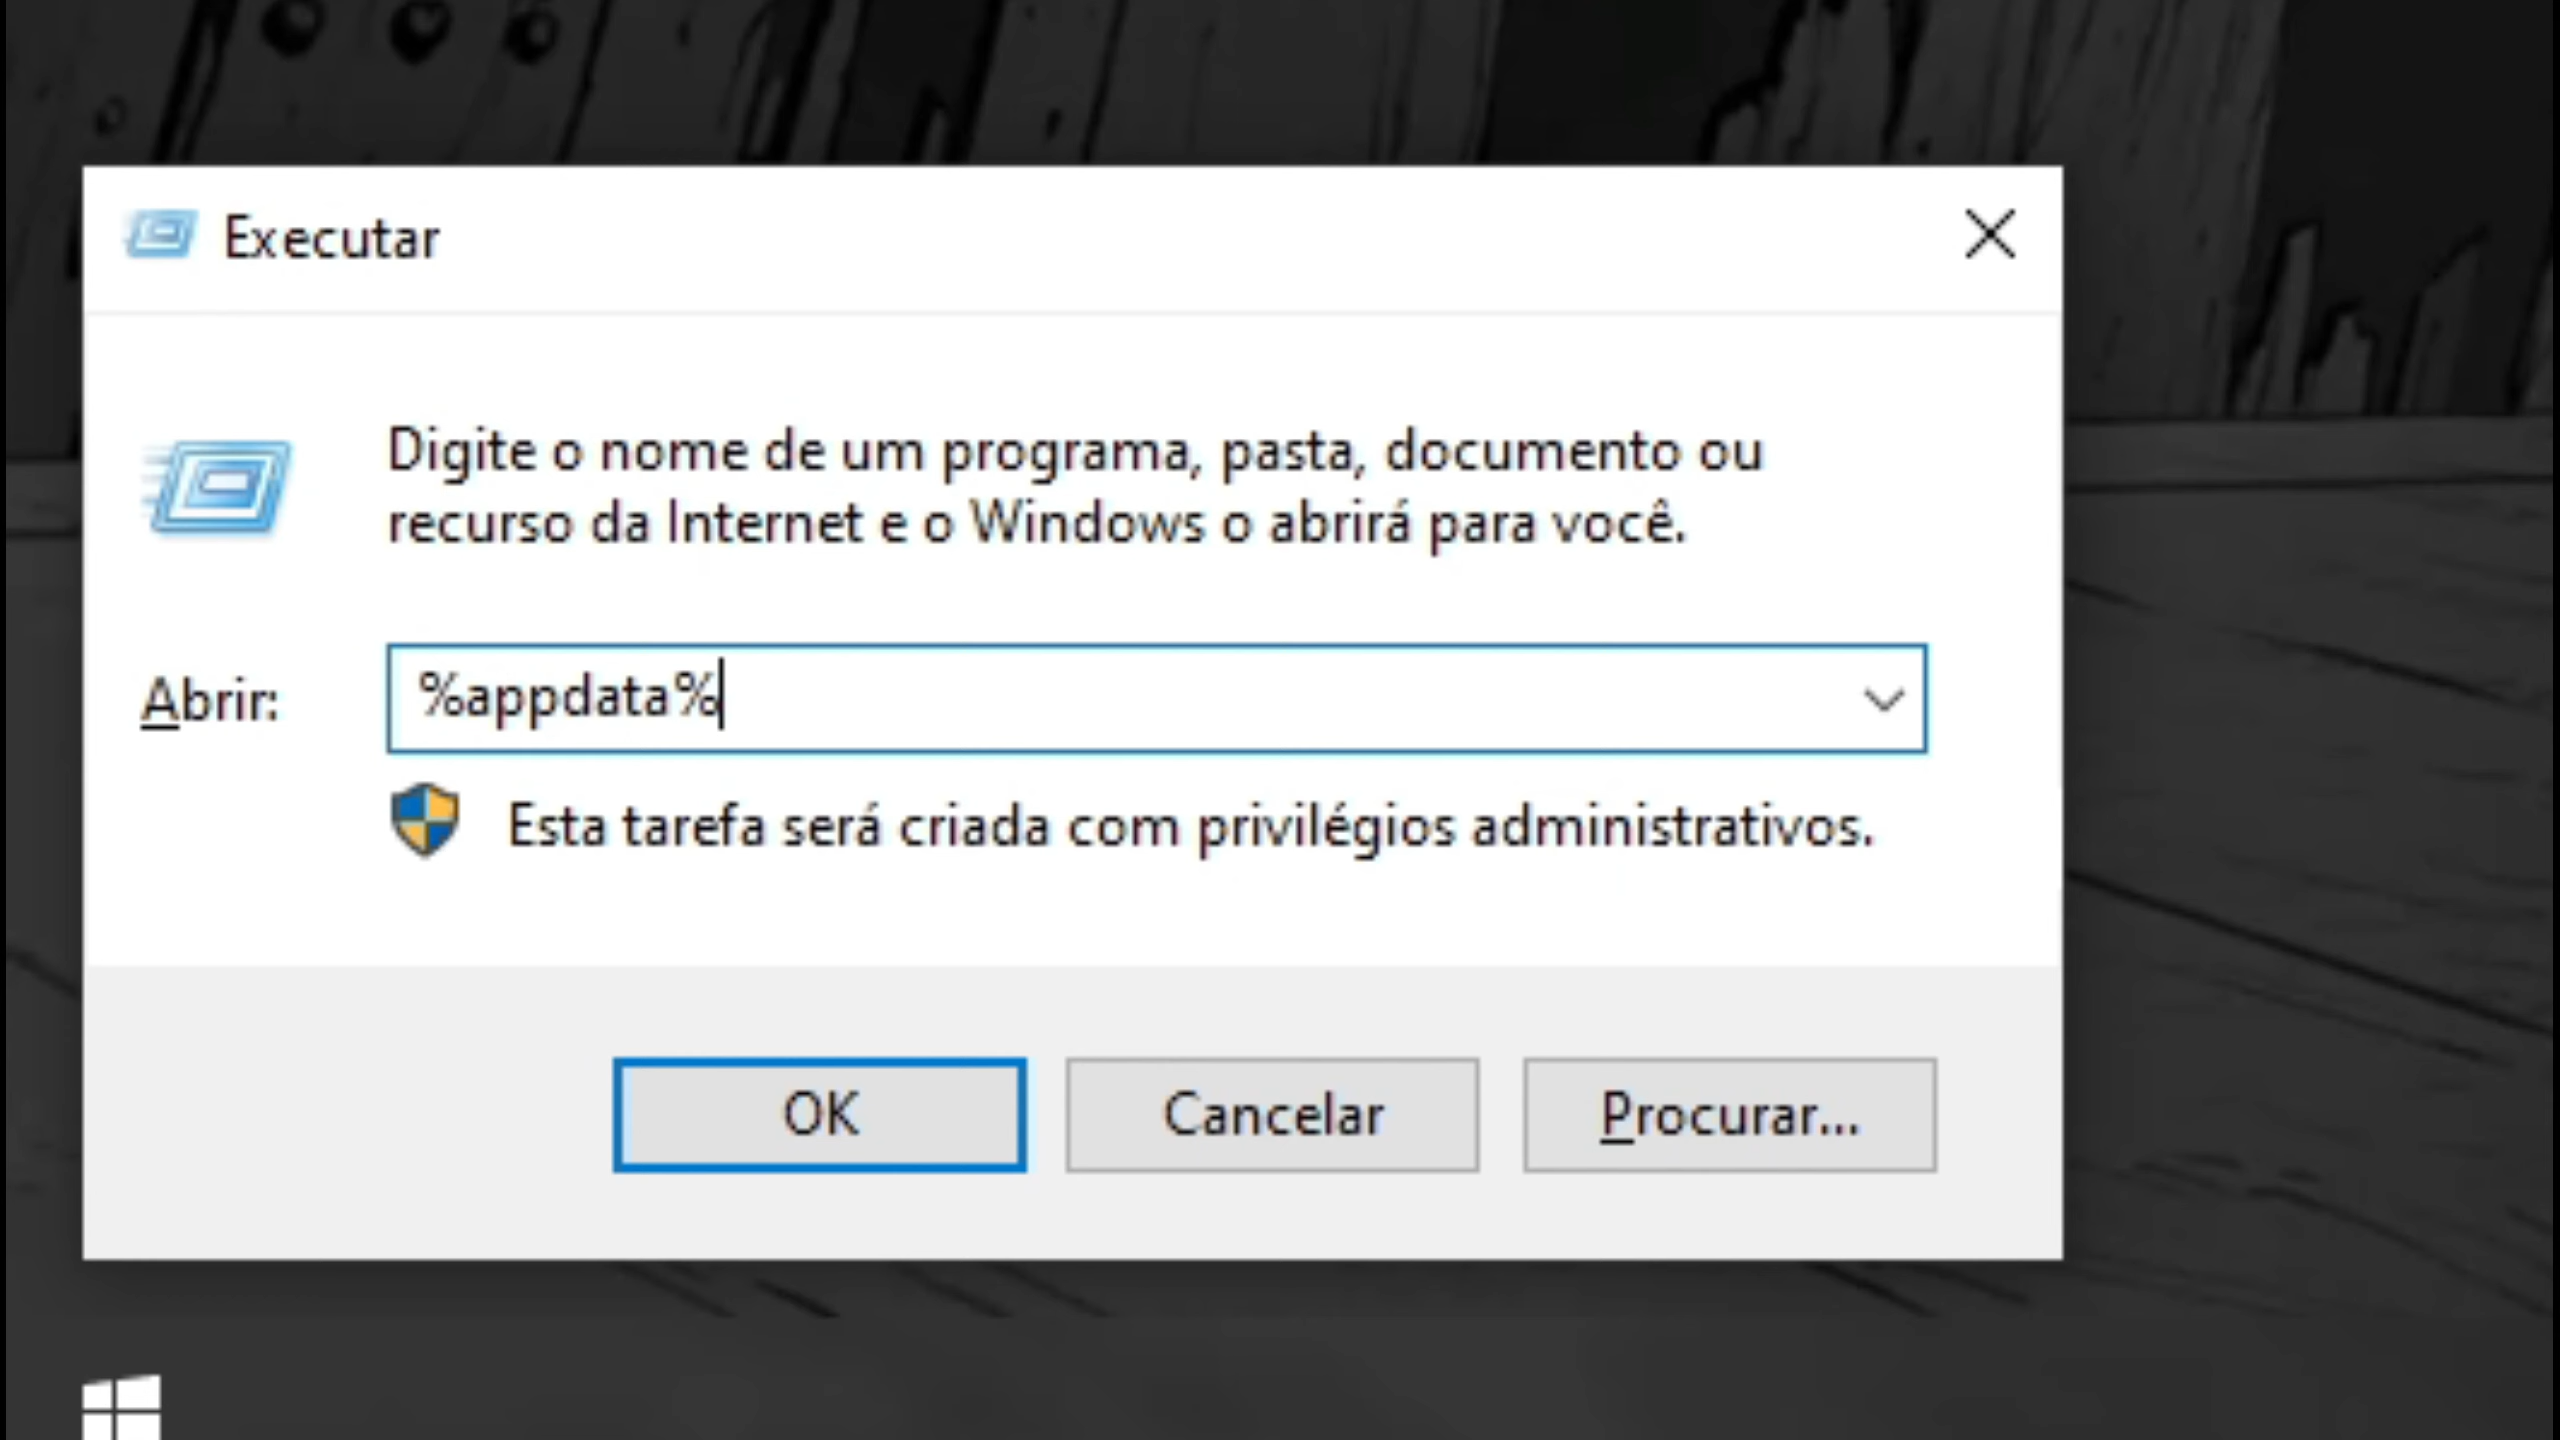 Executar
Digite o nome de um programa, pasta, documento ou
recurso da Internet e o Windows o abrirá para você.
Abrir: %appdata%
Esta tarefa será criada com privilégios administrativos.
OK Cancelar Procurar...